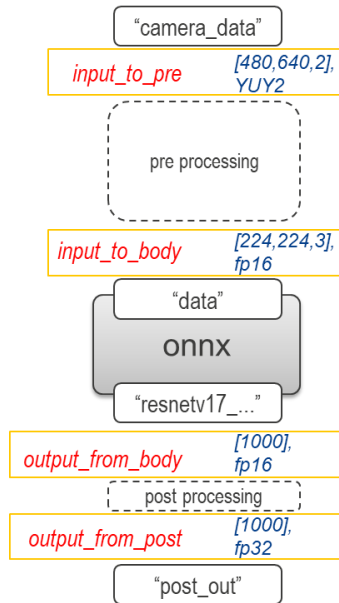 “camera_data”
input_to_pre [480,640,2],
YUY2
pre processing
input_to_body [224,224,3],
fp16
“data”
onnx
“resnetv17_...”
output_from_body [1000],
fp16
post processing
output_from_post [1000],
fp32
“post_out”